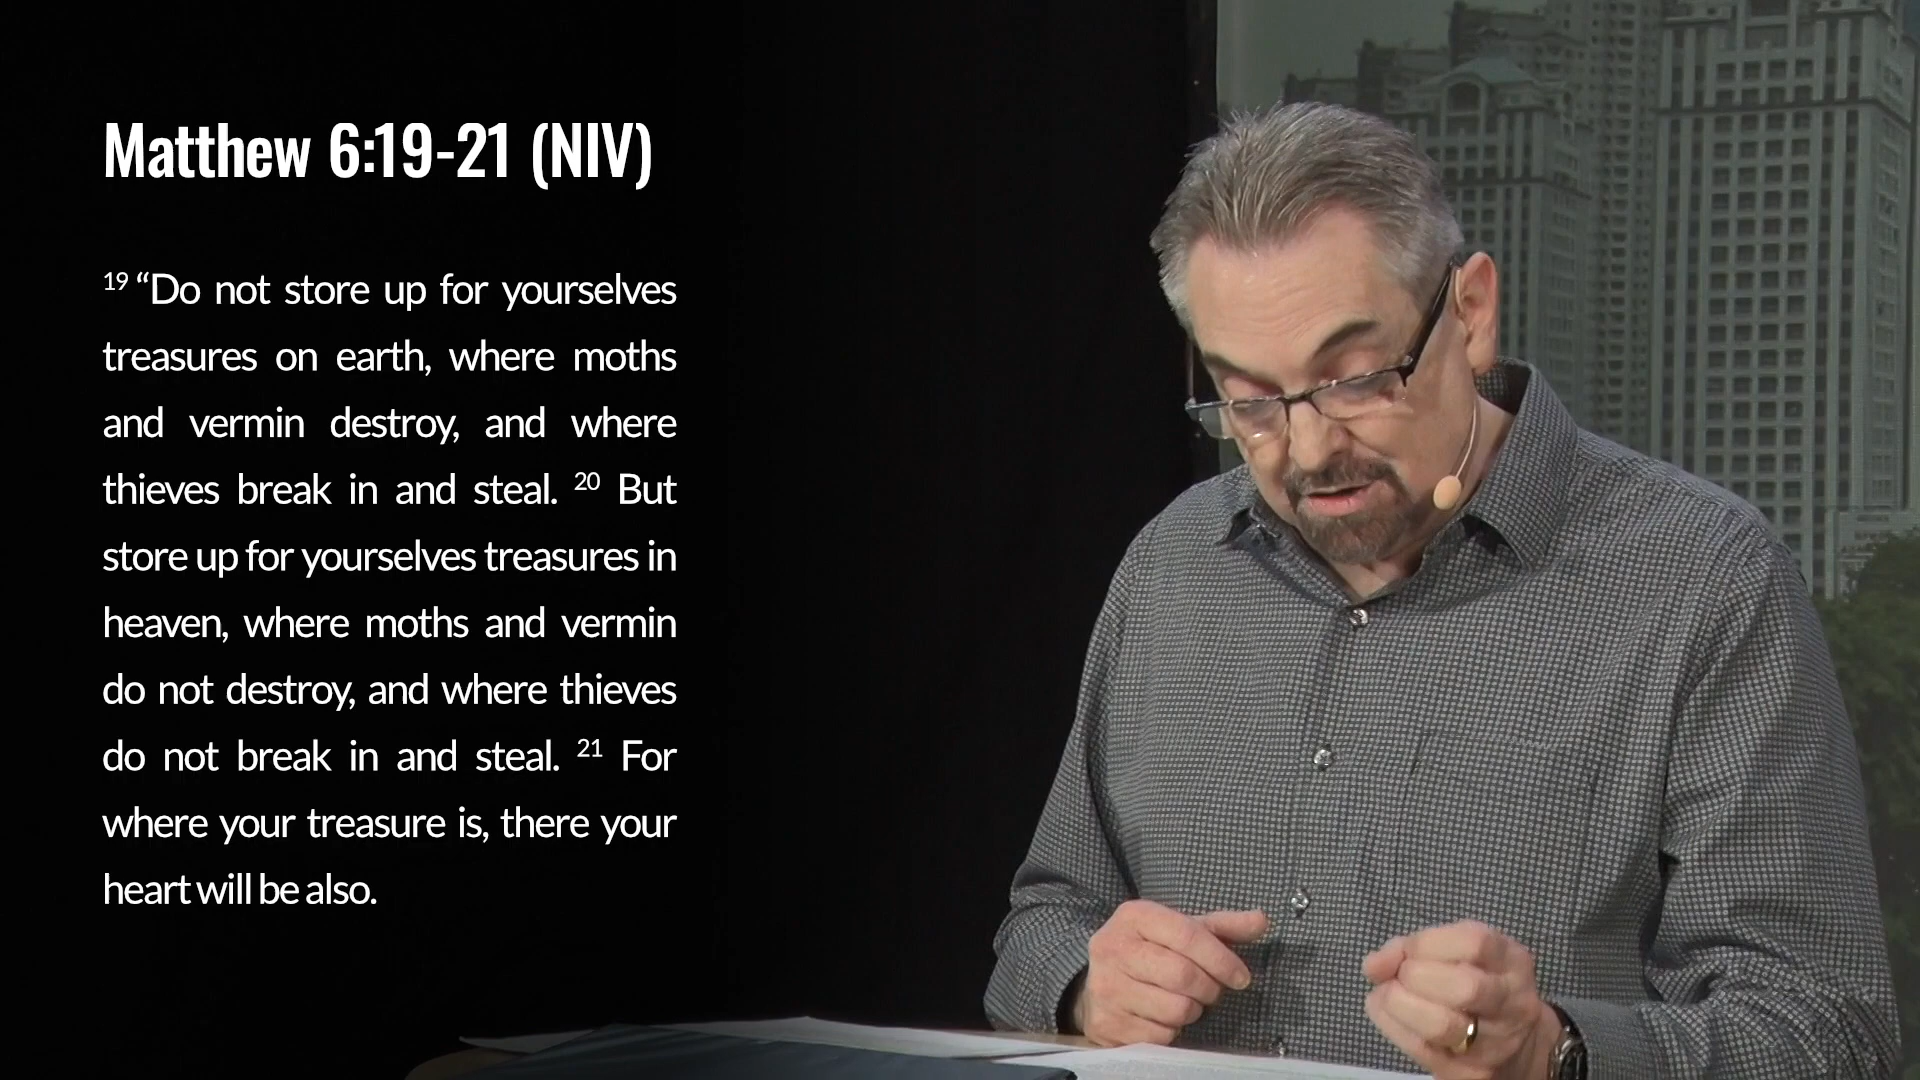 Matthew 6:19-21 (NIV)
19 “Do not store up for yourselves
treasures on earth, where moths
and vermin destroy, and where
thieves break in and steal. 20 But
store up for yourselves treasures in
heaven, where moths and vermin
do not destroy, and where thieves
do not break in and steal. 21 For
where your treasure is, there your
heart will be also.